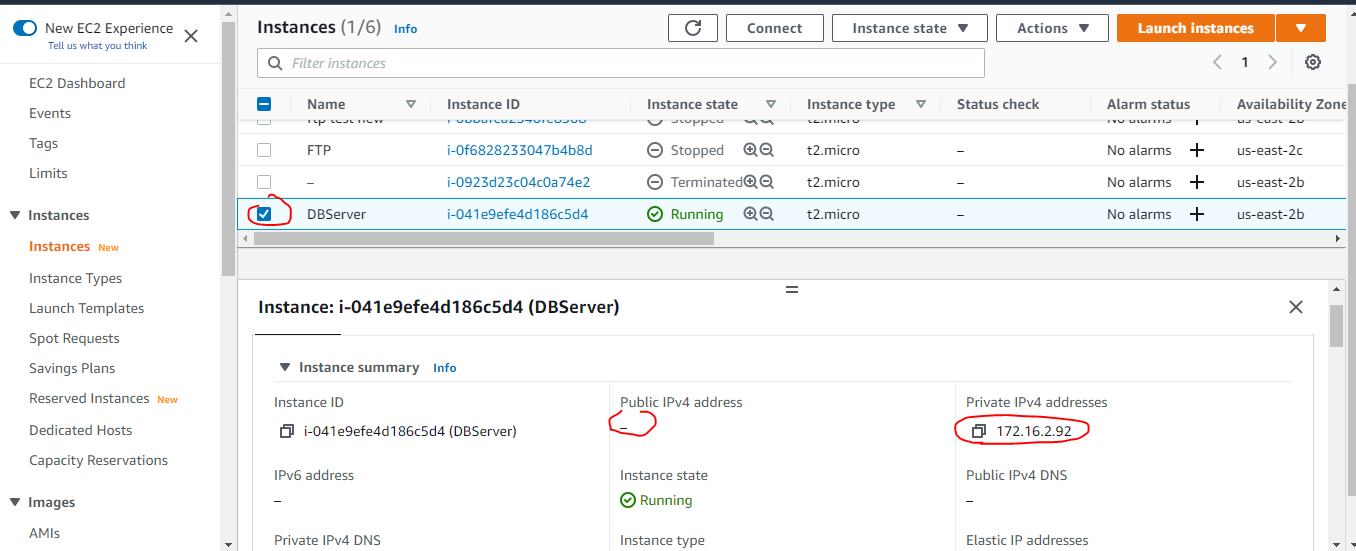 New EC2 Experience
Tell us what you think
EC2 Dashboard
Events
Tags
Limits
Instances
Instances New
Instance Types
Launch Templates
Spot Requests
Savings Plans
Reserved Instances New
Dedicated Hosts
Capacity Reservations
Images
AMIs
Instances (1/6) Info
Connect
Instance state
Actions
Launch instances
Filter instances
1
Name Instance ID Instance state Instance type Status check Alarm status Availability Zone
ftp test new Stopped t2.micro – No alarms + us-east-2b
FTP i-0f6828233047b4b8d Stopped t2.micro – No alarms + us-east-2c
– i-0923d23c04c0a74e2 Terminated t2.micro – No alarms + us-east-2b
DBServer i-041e9efe4d186c5d4 Running t2.micro – No alarms + us-east-2b
Instance: i-041e9efe4d186c5d4 (DBServer)
Instance summary Info
Instance ID Public IPv4 address Private IPv4 addresses
i-041e9efe4d186c5d4 (DBServer) – 172.16.2.92
IPv6 address Instance state Public IPv4 DNS
– Running –
Private IPv4 DNS Instance type Elastic IP addresses